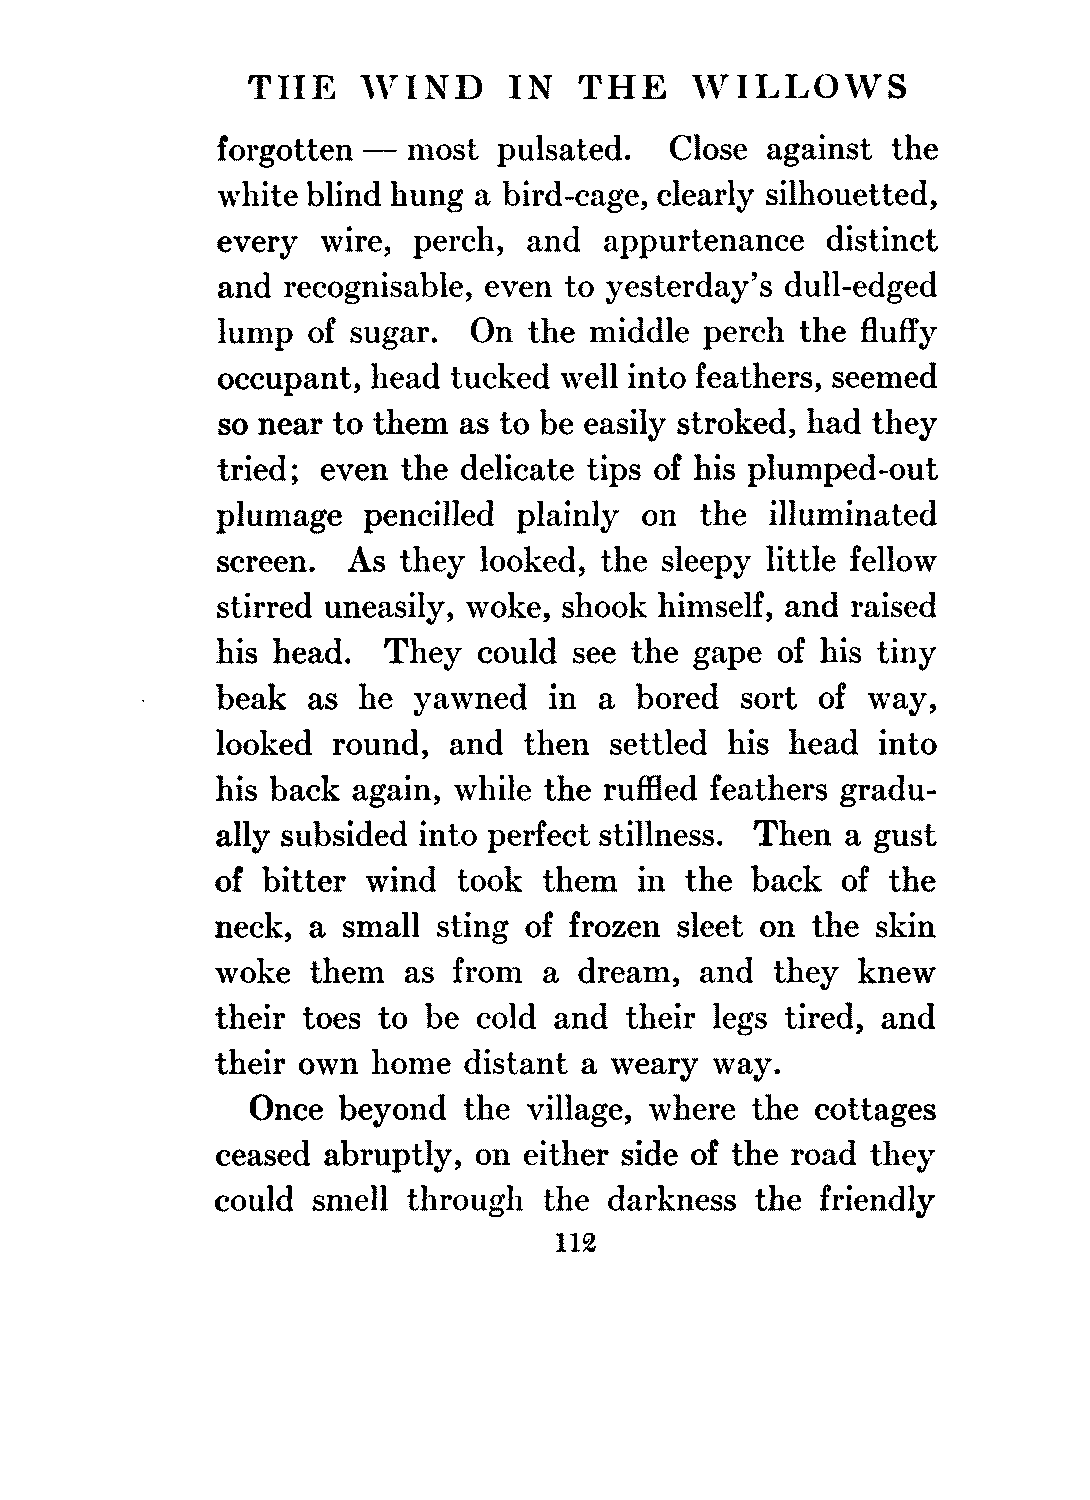 THE WIND IN THE WILLOWS
forgotten — most pulsated. Close against the
white blind hung a bird-cage, clearly silhouetted,
every wire, perch, and appurtenance distinct
and recognisable, even to yesterday's dull-edged
lump of sugar. On the middle perch the fluffy
occupant, head tucked well into feathers, seemed
so near to them as to be easily stroked, had they
tried; even the delicate tips of his plumped-out
plumage pencilled plainly on the illuminated
screen. As they looked, the sleepy little fellow
stirred uneasily, woke, shook himself, and raised
his head. They could see the gape of his tiny
beak as he yawned in a bored sort of way,
looked round, and then settled his head into
his back again, while the ruffled feathers gradu-
ally subsided into perfect stillness. Then a gust
of bitter wind took them in the back of the
neck, a small sting of frozen sleet on the skin
woke them as from a dream, and they knew
their toes to be cold and their legs tired, and
their own home distant a weary way.
Once beyond the village, where the cottages
ceased abruptly, on either side of the road they
could smell through the darkness the friendly
112